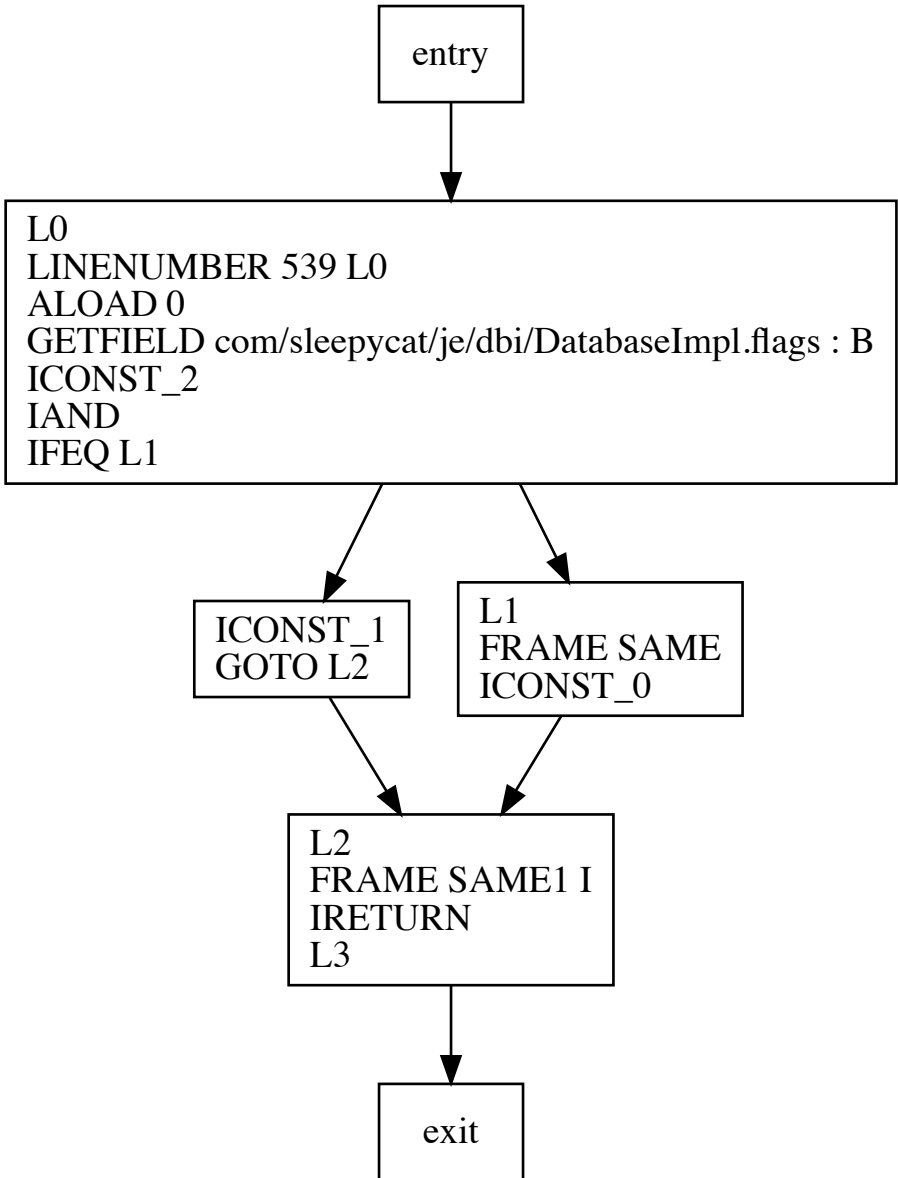 entry
L0
LINENUMBER 539 L0
ALOAD 0
GETFIELD com/sleepycat/je/dbi/DatabaseImpl.flags : B
ICONST_2
IAND
IFEQ L1
ICONST_1
GOTO L2
L1
FRAME SAME
ICONST_0
L2
FRAME SAME1 I
IRETURN
L3
exit